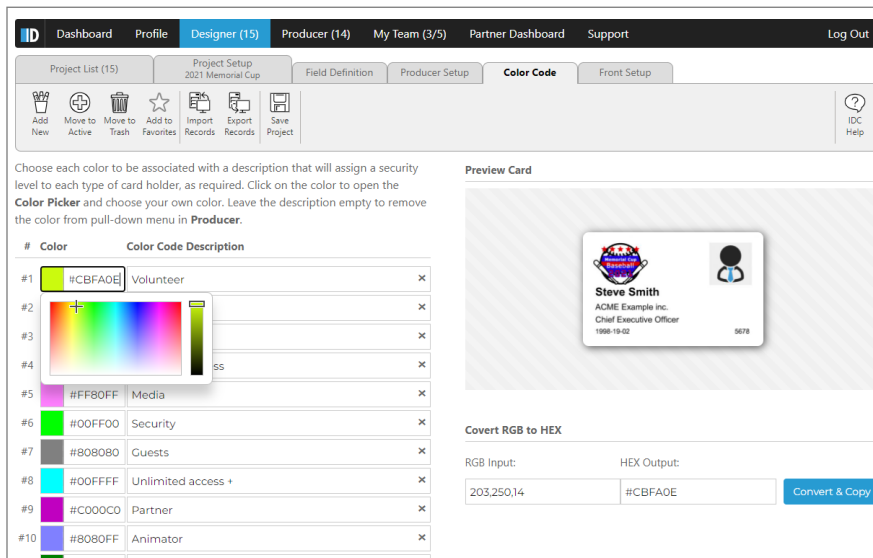 ID Dashboard Profile Designer (15) Producer (14) My Team (3/5) Partner Dashboard Support Log Out
Project List (15) Project Setup Field Definition Producer Setup Color Code Front Setup
2021 Memorial Cup
Add New Move to Active Move to Trash Add to Favorites Import Records Export Records Save Project IDC Help
Choose each color to be associated with a description that will assign a security
level to each type of card holder, as required. Click on the color to open the
Color Picker and choose your own color. Leave the description empty to remove
the color from pull-down menu in Producer.
# Color Color Code Description
#1 #CBFA0E Volunteer ×
#2 ×
#3 ×
#4 ss ×
#5 #FF80FF Media ×
#6 #00FF00 Security ×
#7 #808080 Guests ×
#8 #00FFFF Unlimited access + ×
#9 #C000C0 Partner ×
#10 #8080FF Animator ×
Preview Card
Memorial Cup
Baseball
Steve Smith
ACME Example inc.
Chief Executive Officer
1998-19-02 5678
Covert RGB to HEX
RGB Input: HEX Output:
203,250,14 #CBFA0E Convert & Copy